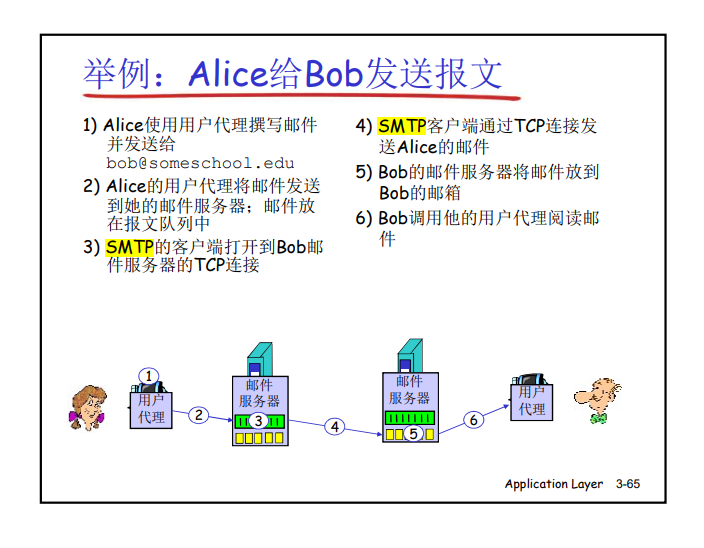 举例：Alice给Bob发送报文
1) Alice使用用户代理撰写邮件
并发送给
bob@someschool.edu
2) Alice的用户代理将邮件发送
到她的邮件服务器；邮件放
在报文队列中
3) SMTP的客户端打开到Bob邮
件服务器的TCP连接
4) SMTP客户端通过TCP连接发
送Alice的邮件
5) Bob的邮件服务器将邮件放到
Bob的邮箱
6) Bob调用他的用户代理阅读邮
件
1
用户
代理
2
邮件
服务器
3
4
邮件
服务器
5
6
用户
代理
Application Layer 3-65